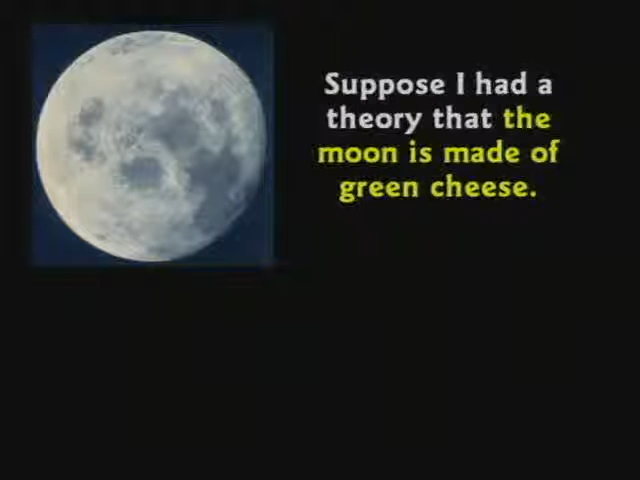 Suppose I had a
theory that the
moon is made of
green cheese.